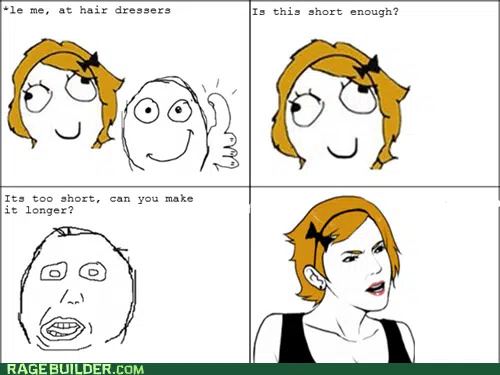 *le me, at hair dressers
Is this short enough?
Its too short, can you make
it longer?
RAGEBUILDER.COM